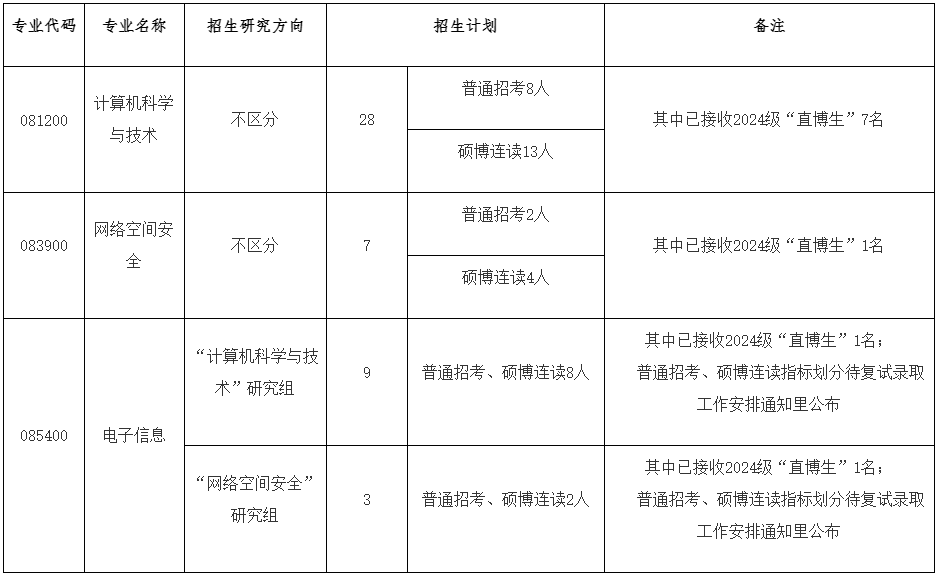 专业代码 专业名称 招生研究方向 招生计划 备注
081200 计算机科学
与技术 不区分 28 普通招考8人 其中已接收2024级“直博生”7名
硕博连读13人
083900 网络空间安
全 不区分 7 普通招考2人 其中已接收2024级“直博生”1名
硕博连读4人
085400 电子信息 “计算机科学与技
术”研究组 9 普通招考、硕博连读8人 其中已接收2024级“直博生”1名；
普通招考、硕博连读指标划分待复试录取
工作安排通知里公布
“网络空间安全”
研究组 3 普通招考、硕博连读2人 其中已接收2024级“直博生”1名；
普通招考、硕博连读指标划分待复试录取
工作安排通知里公布